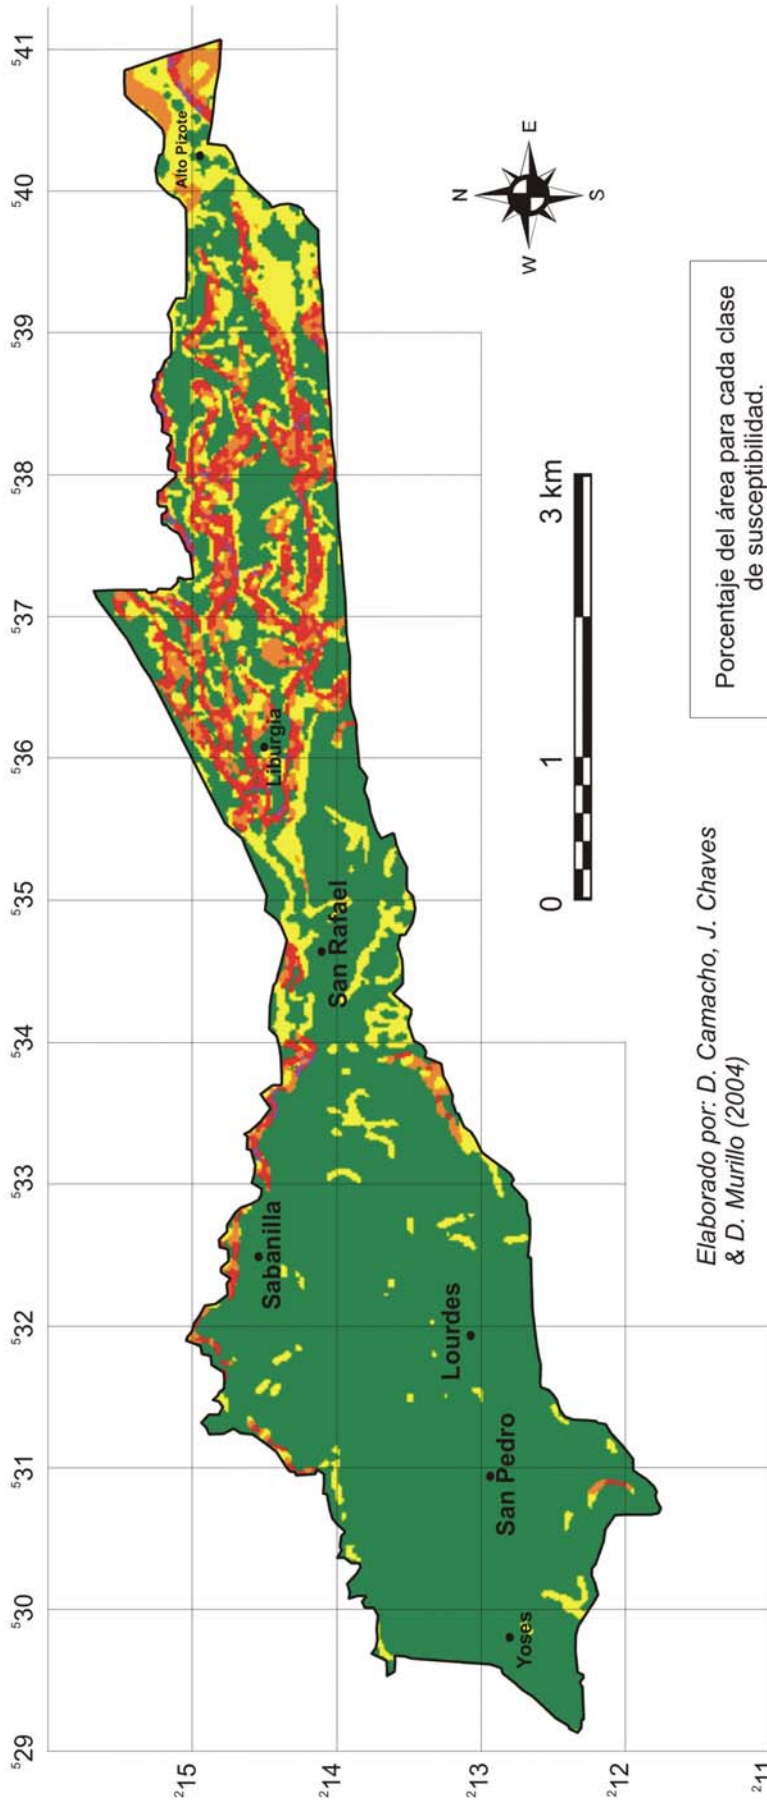 ⁵29 ⁵30 ⁵31 ⁵32 ⁵33 ⁵34 ⁵35 ⁵36 ⁵37 ⁵38 ⁵39 ⁵40 ⁵41
²15
²14
²13
²12
²11
Alto Pizote
Liburgia
San Rafael
Sabanilla
Lourdes
San Pedro
Yoses
N
E
S
W
0 1 3 km
Elaborado por: D. Camacho, J. Chaves
& D. Murillo (2004)
Porcentaje del área para cada clase
de susceptibilidad.